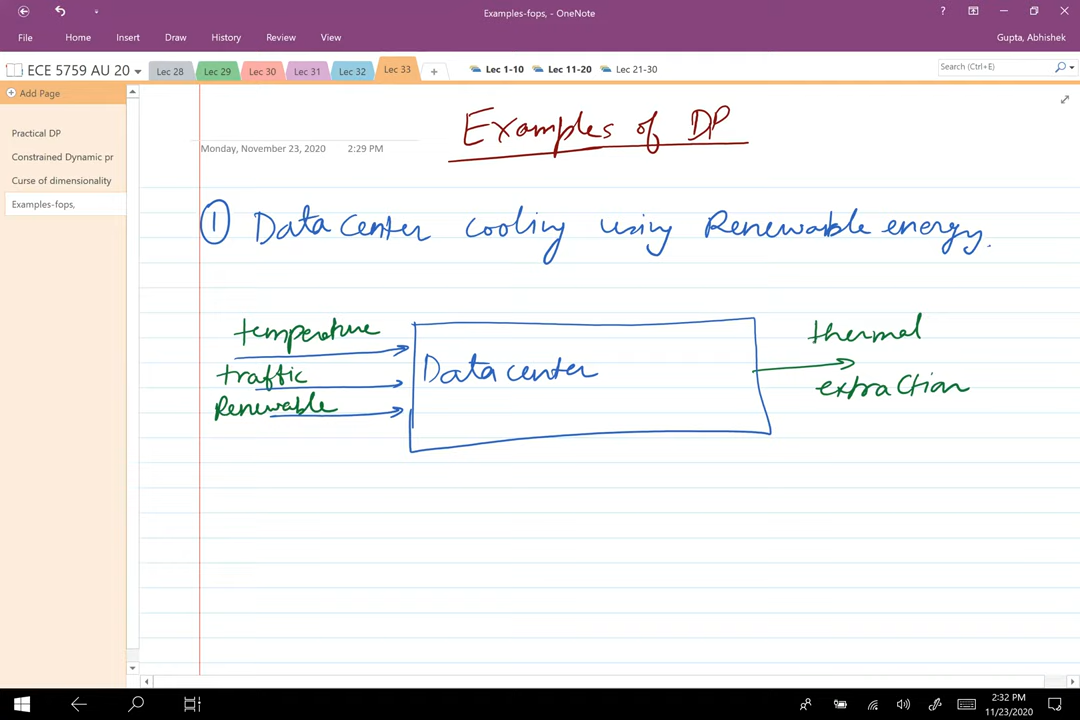 Examples-fops, - OneNote
?
File Home Insert Draw History Review View
Gupta, Abhishek
ECE 5759 AU 20
Lec 28 Lec 29 Lec 30 Lec 31 Lec 32 Lec 33 + Lec 1-10 Lec 11-20 Lec 21-30
Search (Ctrl+E)
Add Page
Practical DP
Constrained Dynamic pr
Curse of dimensionality
Examples-fops,
Examples of DP
Monday, November 23, 2020 2:29 PM
① Data center cooling using Renewable energy.
temperature
traffic
Renewable
Data center
thermal
extraction
2:32 PM
11/23/2020